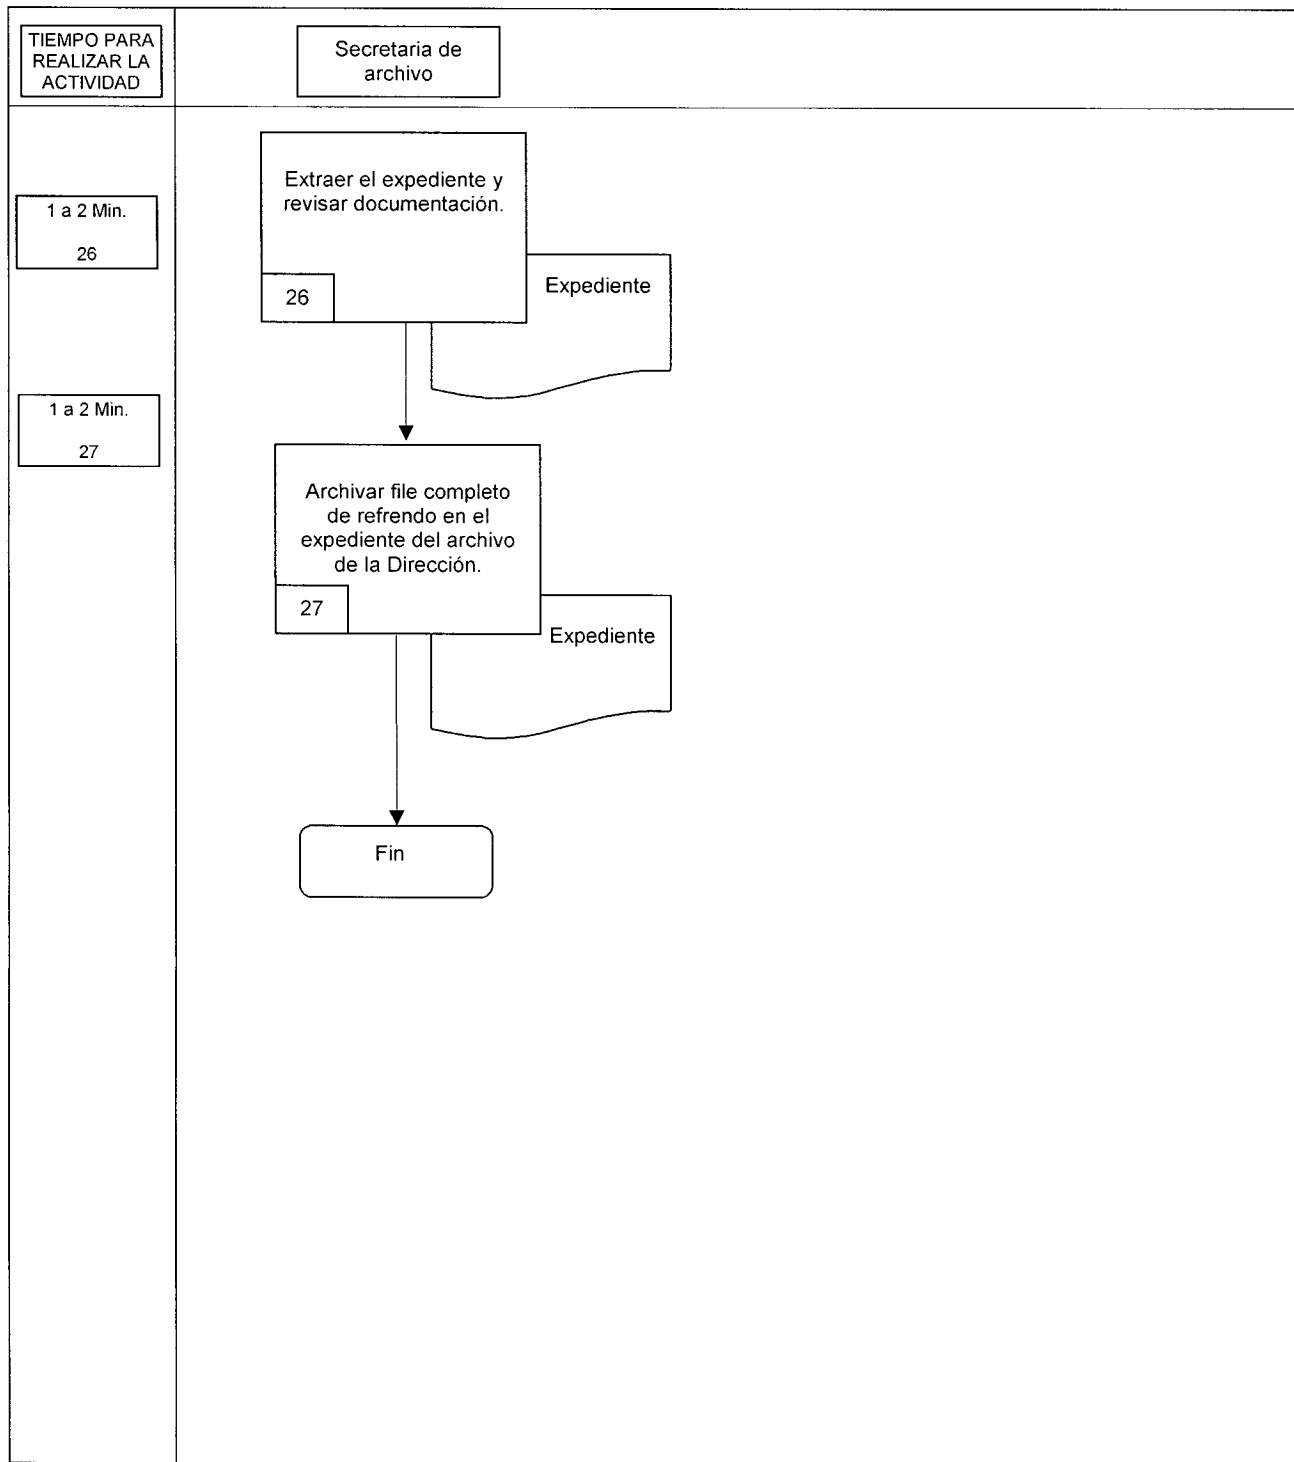 TIEMPO PARA
REALIZAR LA
ACTIVIDAD
Secretaria de
archivo
1 a 2 Min.
26
Extraer el expediente y
revisar documentación.
26
Expediente
1 a 2 Min.
27
Archivar file completo
de refrendo en el
expediente del archivo
de la Dirección.
27
Expediente
Fin